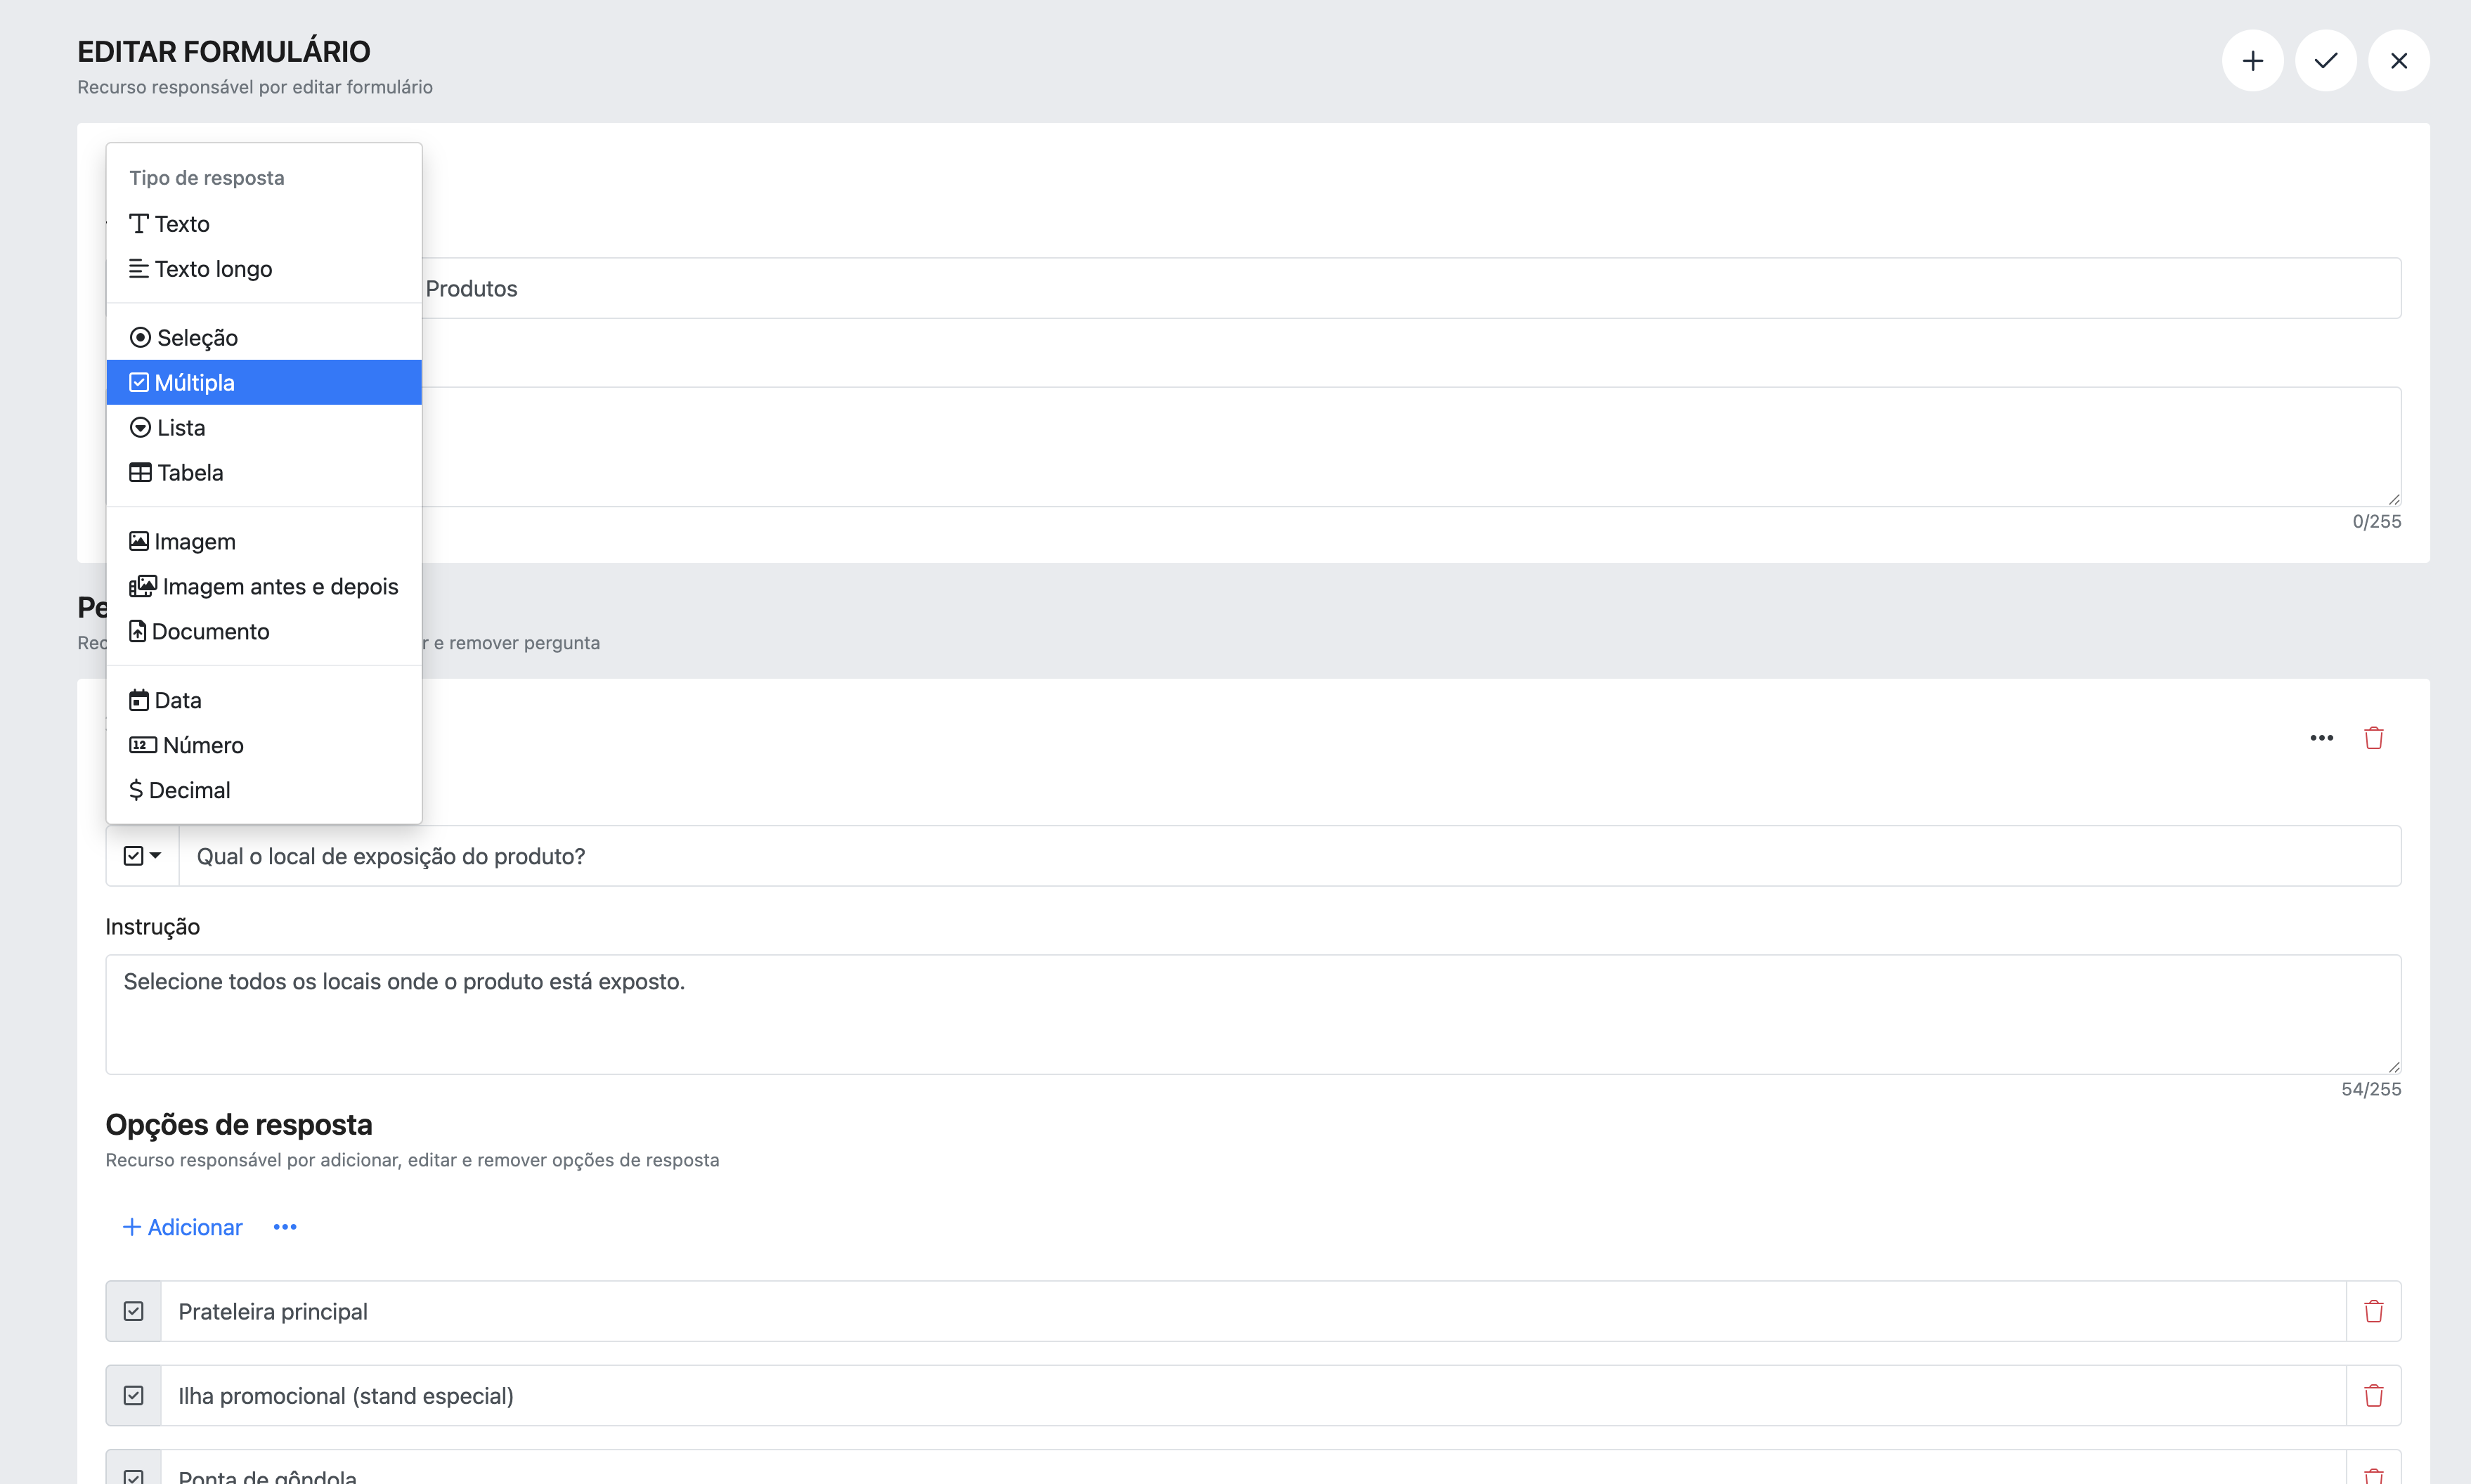 EDITAR FORMULÁRIO
Recurso responsável por editar formulário
Tipo de resposta
Texto
Texto longo
Produtos
Seleção
Múltipla
Lista
Tabela
0/255
Imagem
Imagem antes e depois
Pe
Documento
Rec
r e remover pergunta
Data
12 Número
$ Decimal
Qual o local de exposição do produto?
Instrução
Selecione todos os locais onde o produto está exposto.
54/255
Opções de resposta
Recurso responsável por adicionar, editar e remover opções de resposta
+ Adicionar •••
Prateleira principal
Ilha promocional (stand especial)
Ponta de gôndola